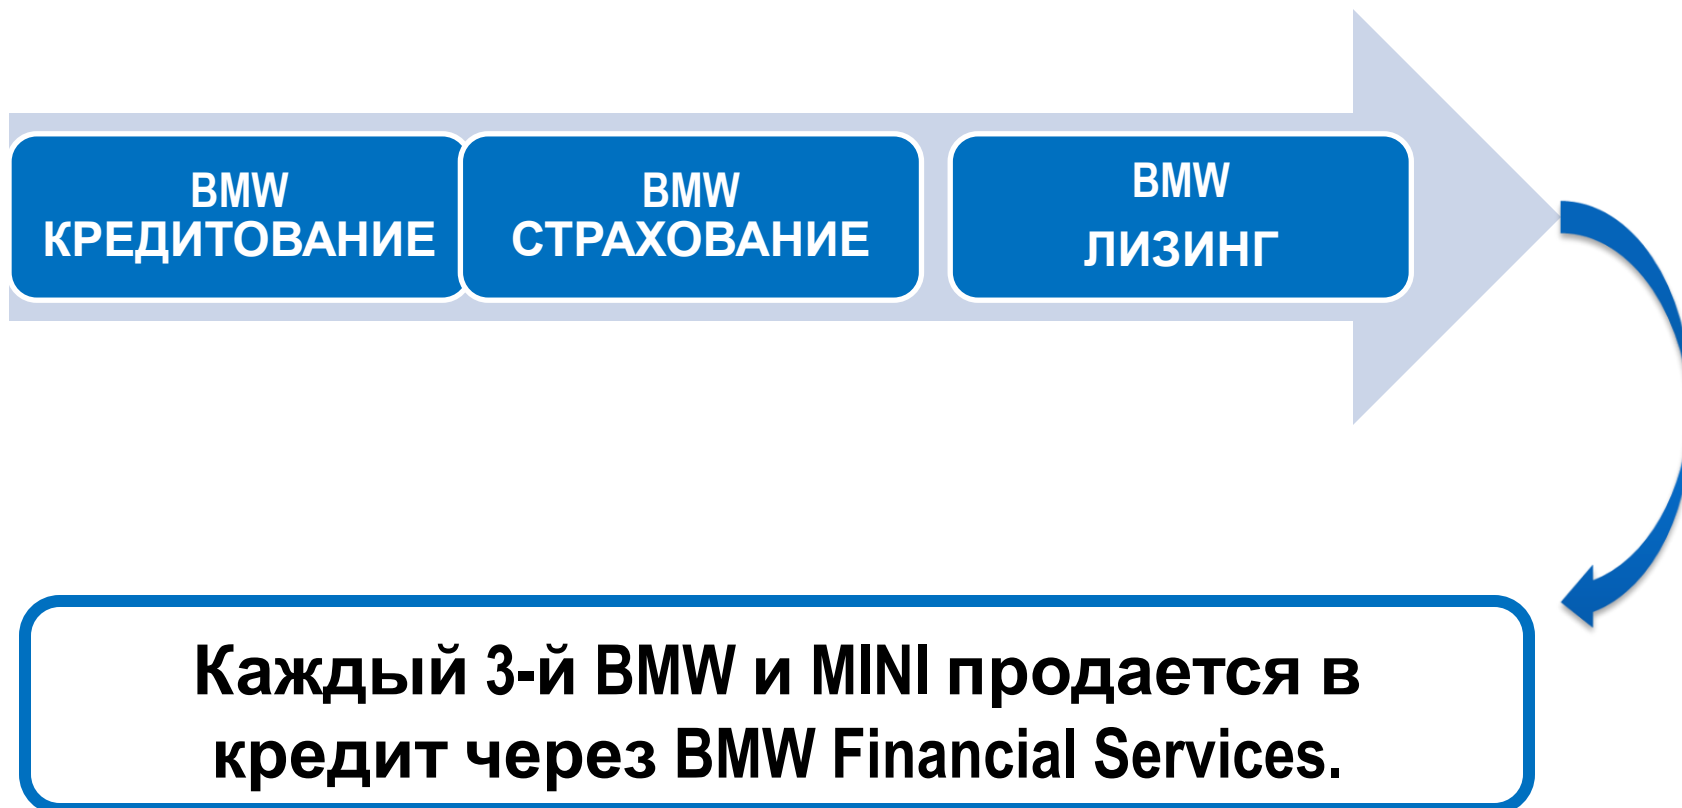 BMW
КРЕДИТОВАНИЕ
BMW
СТРАХОВАНИЕ
BMW
ЛИЗИНГ
Каждый 3-й BMW и MINI продается в
кредит через BMW Financial Services.